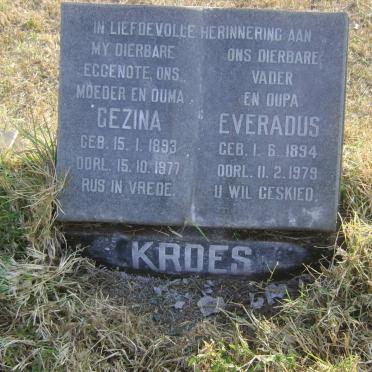 IN LIEFDEVOLLE HERINNERING AAN
MY DIERBARE
EGGENOTE, ONS
MOEDER EN OUMA
GEZINA
GEB. 15.1.1893
OORL. 15.10.1977
RUS IN VREDE.
ONS DIERBARE
VADER
EN OUPA
EVERADUS
GEB. 1.6.1894
OORL. 11.2.1979
U WIL GESKIED.
KROES